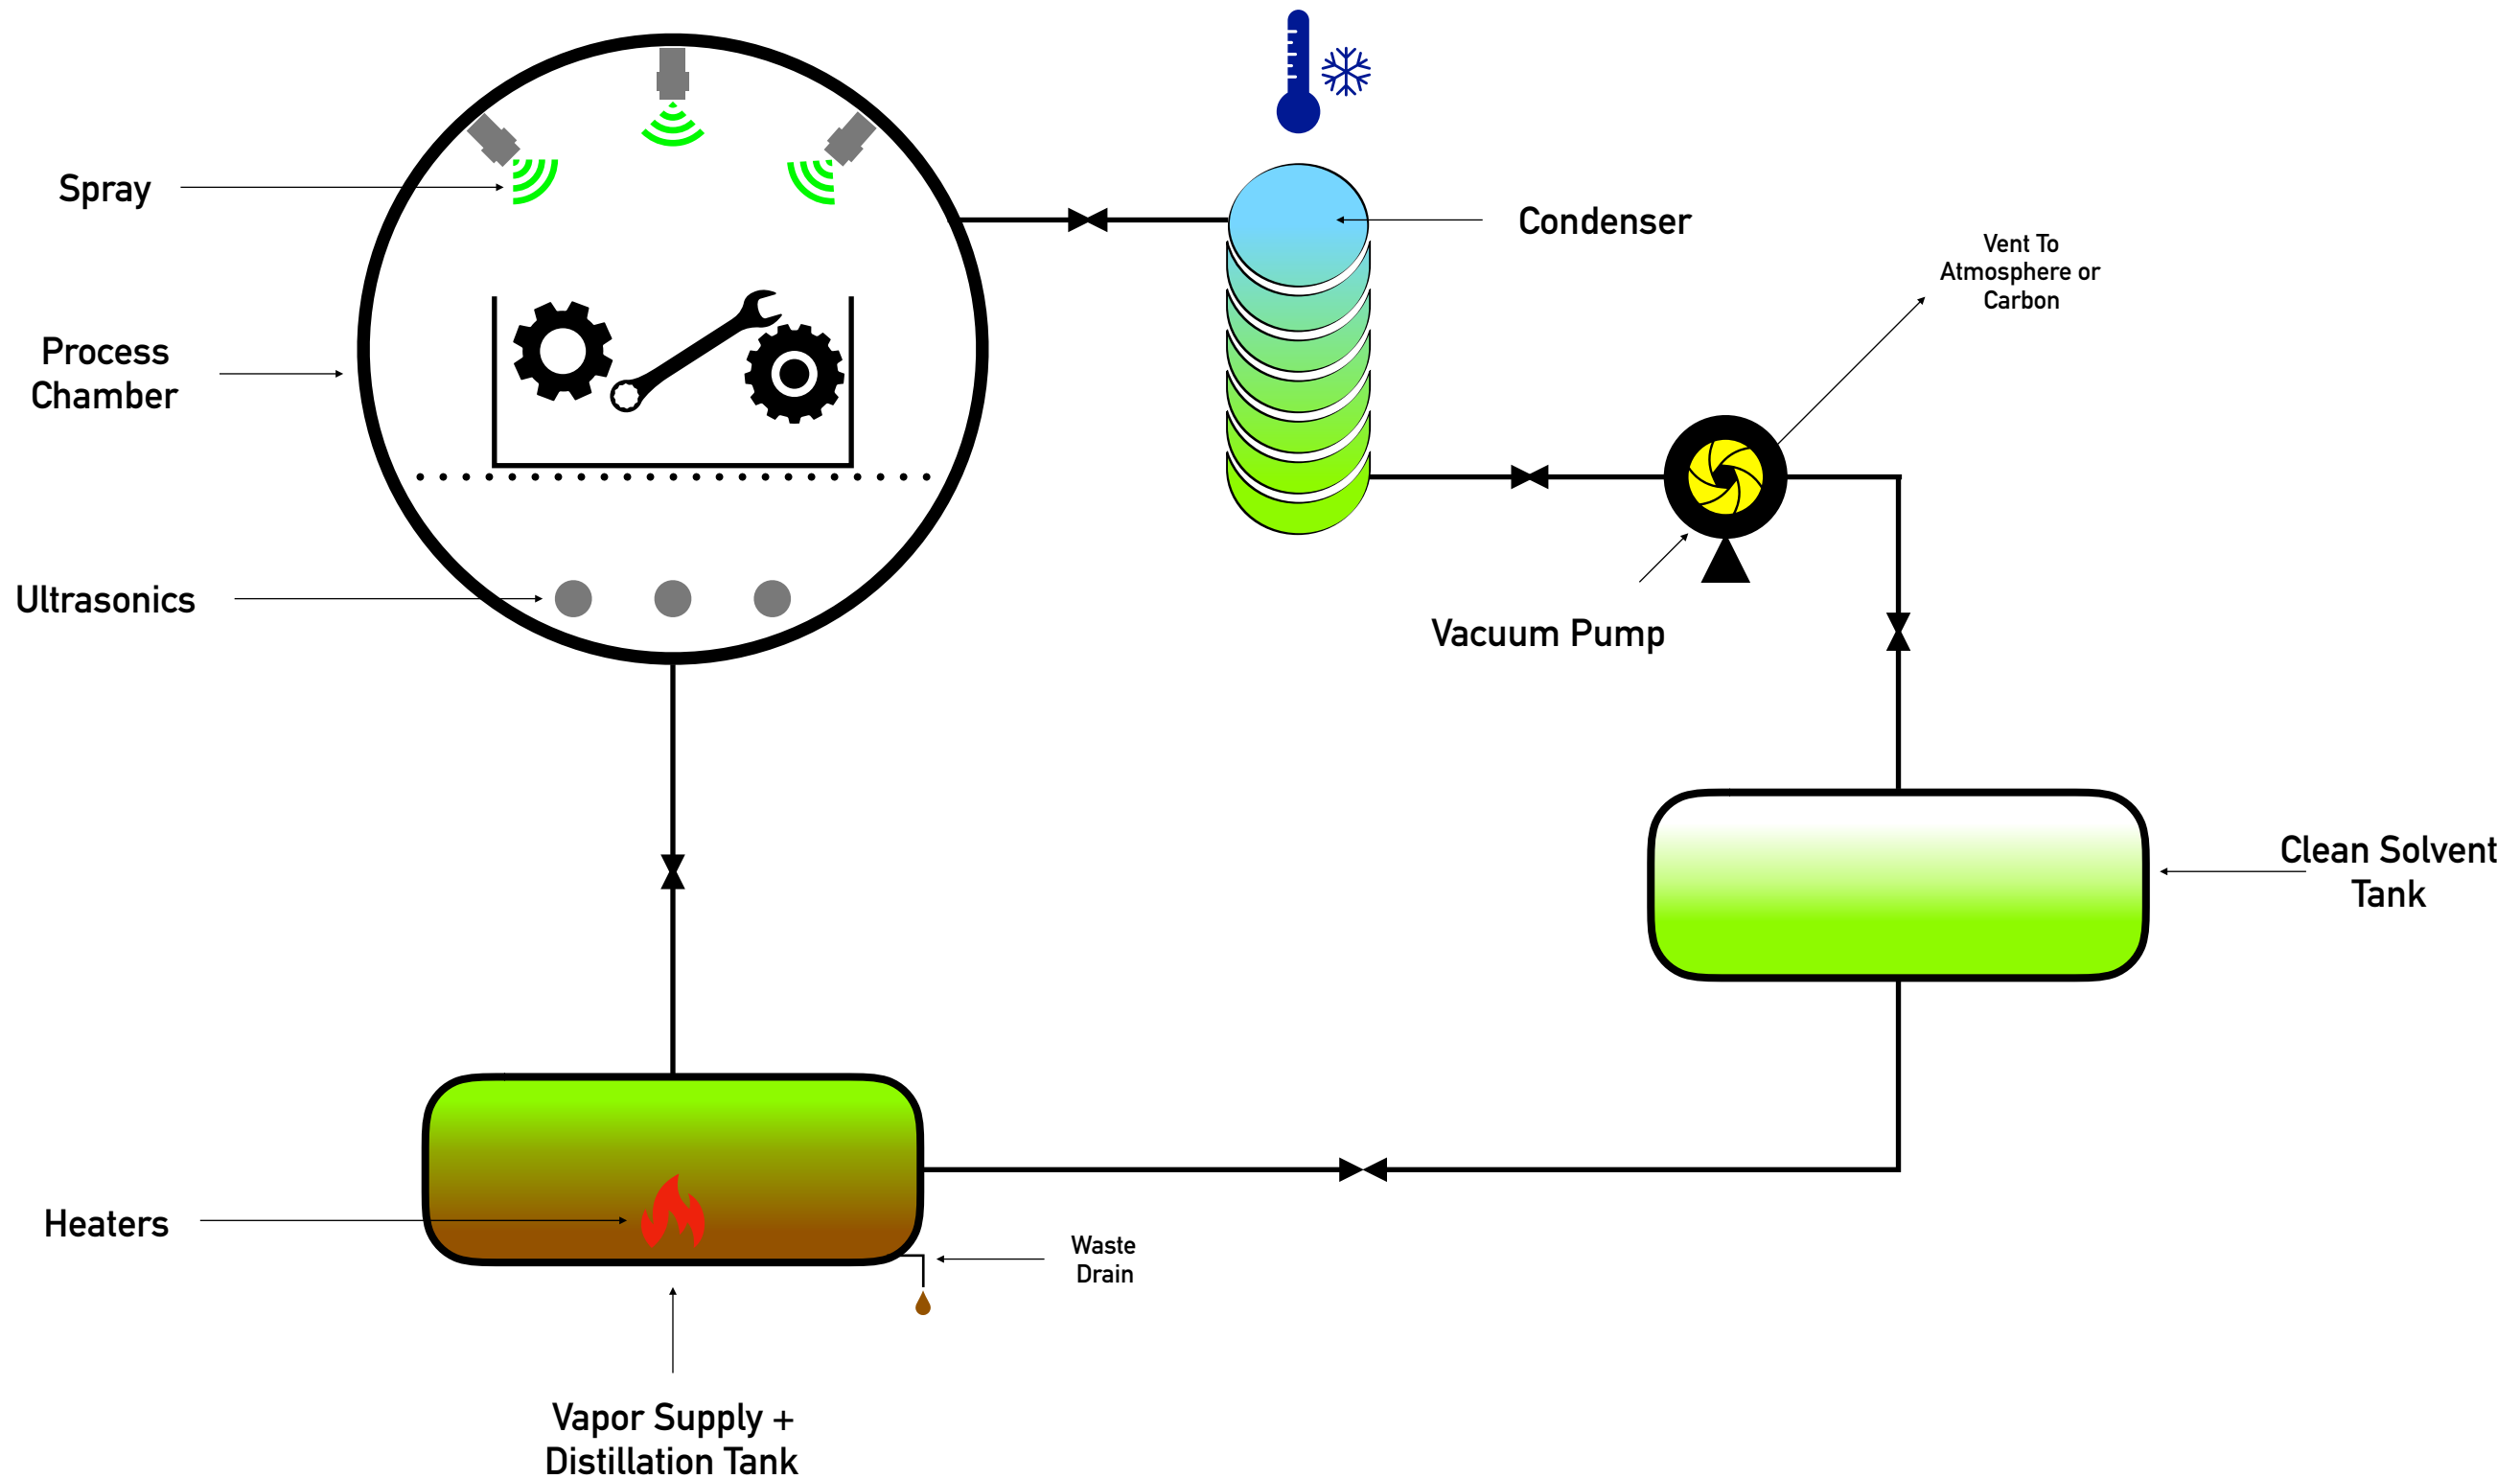 Spray
Condenser
Vent To
Atmosphere or
Carbon
Process
Chamber
Ultrasonics
Vacuum Pump
Clean Solvent
Tank
Heaters
Waste
Drain
Vapor Supply +
Distillation Tank